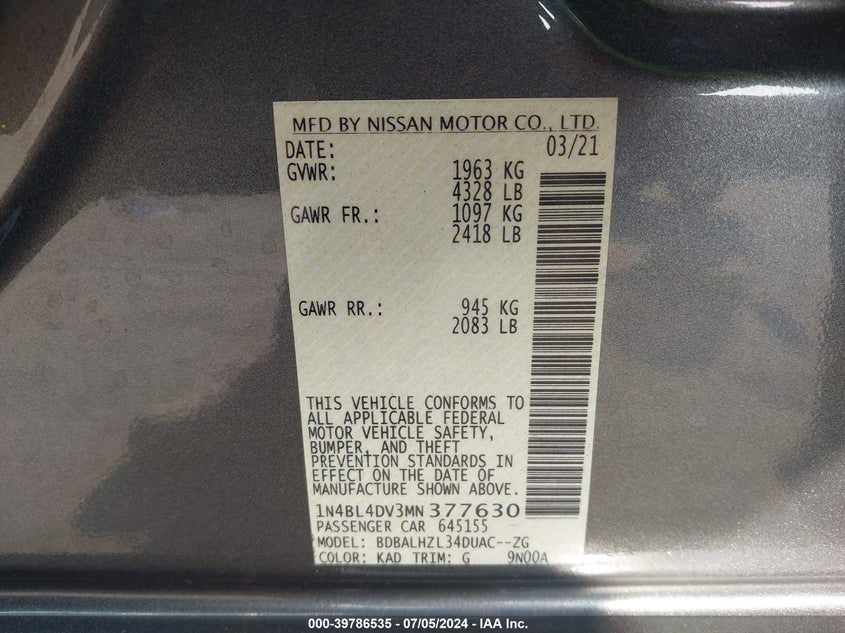 MFD BY NISSAN MOTOR CO., LTD.
DATE: 03/21
GVWR: 1963 KG
4328 LB
GAWR FR.: 1097 KG
2418 LB
GAWR RR.: 945 KG
2083 LB
THIS VEHICLE CONFORMS TO
ALL APPLICABLE FEDERAL
MOTOR VEHICLE SAFETY,
BUMPER, AND THEFT
PREVENTION STANDARDS IN
EFFECT ON THE DATE OF
MANUFACTURE SHOWN ABOVE.
1N4BL4DV3MN377630
PASSENGER CAR 645155
MODEL: BDBALHZL34DUAC--ZG
COLOR: KAD TRIM: G 9N00A
000-39786535 - 07/05/2024 - IAA Inc.